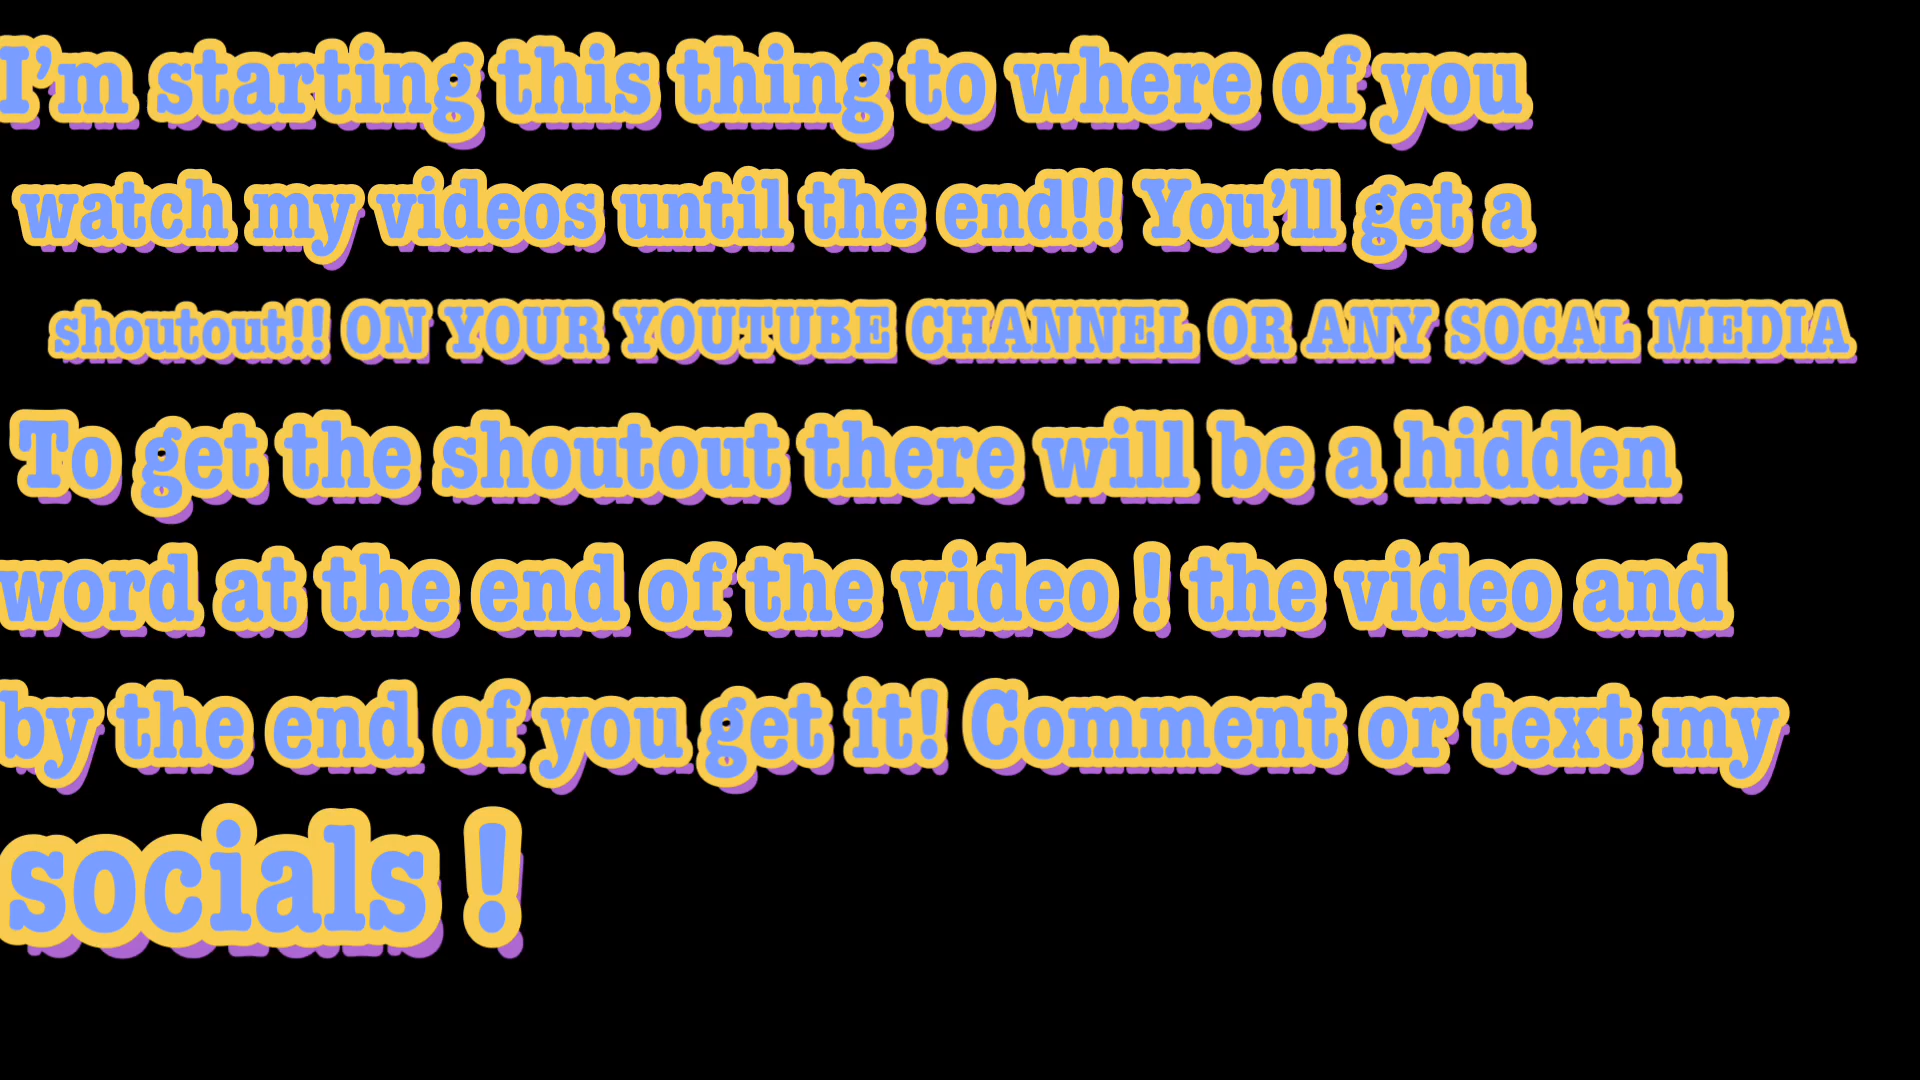 I’m starting this thing to where of you
watch my videos until the end!! You’ll get a
shoutout!! ON YOUR YOUTUBE CHANNEL OR ANY SOCAL MEDIA
To get the shoutout there will be a hidden
word at the end of the video ! the video and
by the end of you get it! Comment or text my
socials !